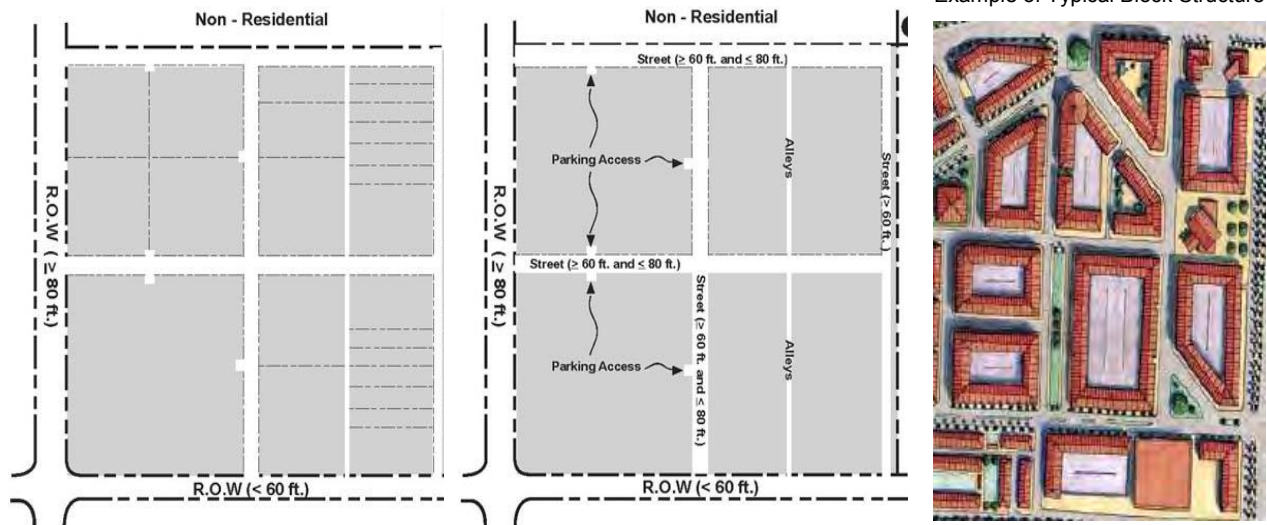 Example of Typical Block Structure
Non - Residential
R.O.W ( ≥ 80 ft.)
R.O.W (< 60 ft.)
Non - Residential
Street (≥ 60 ft. and ≤ 80 ft.)
Parking Access
Alleys
Street (≥ 60 ft.)
R.O.W ( ≥ 80 ft.)
Street (≥ 60 ft. and ≤ 80 ft.)
Street (≥ 60 ft. and ≤ 80 ft.)
Parking Access
Alleys
R.O.W (< 60 ft.)